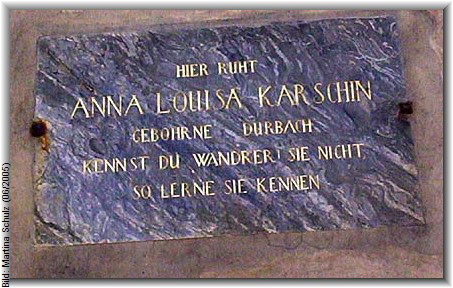 HIER RUHT
ANNA LOUISA KARSCHIN
GEBOHRNE DÜRBACH
KENNST DU WANDRER SIE NICHT,
SO LERNE SIE KENNEN
Bild: Martina Schulz (06/2005)